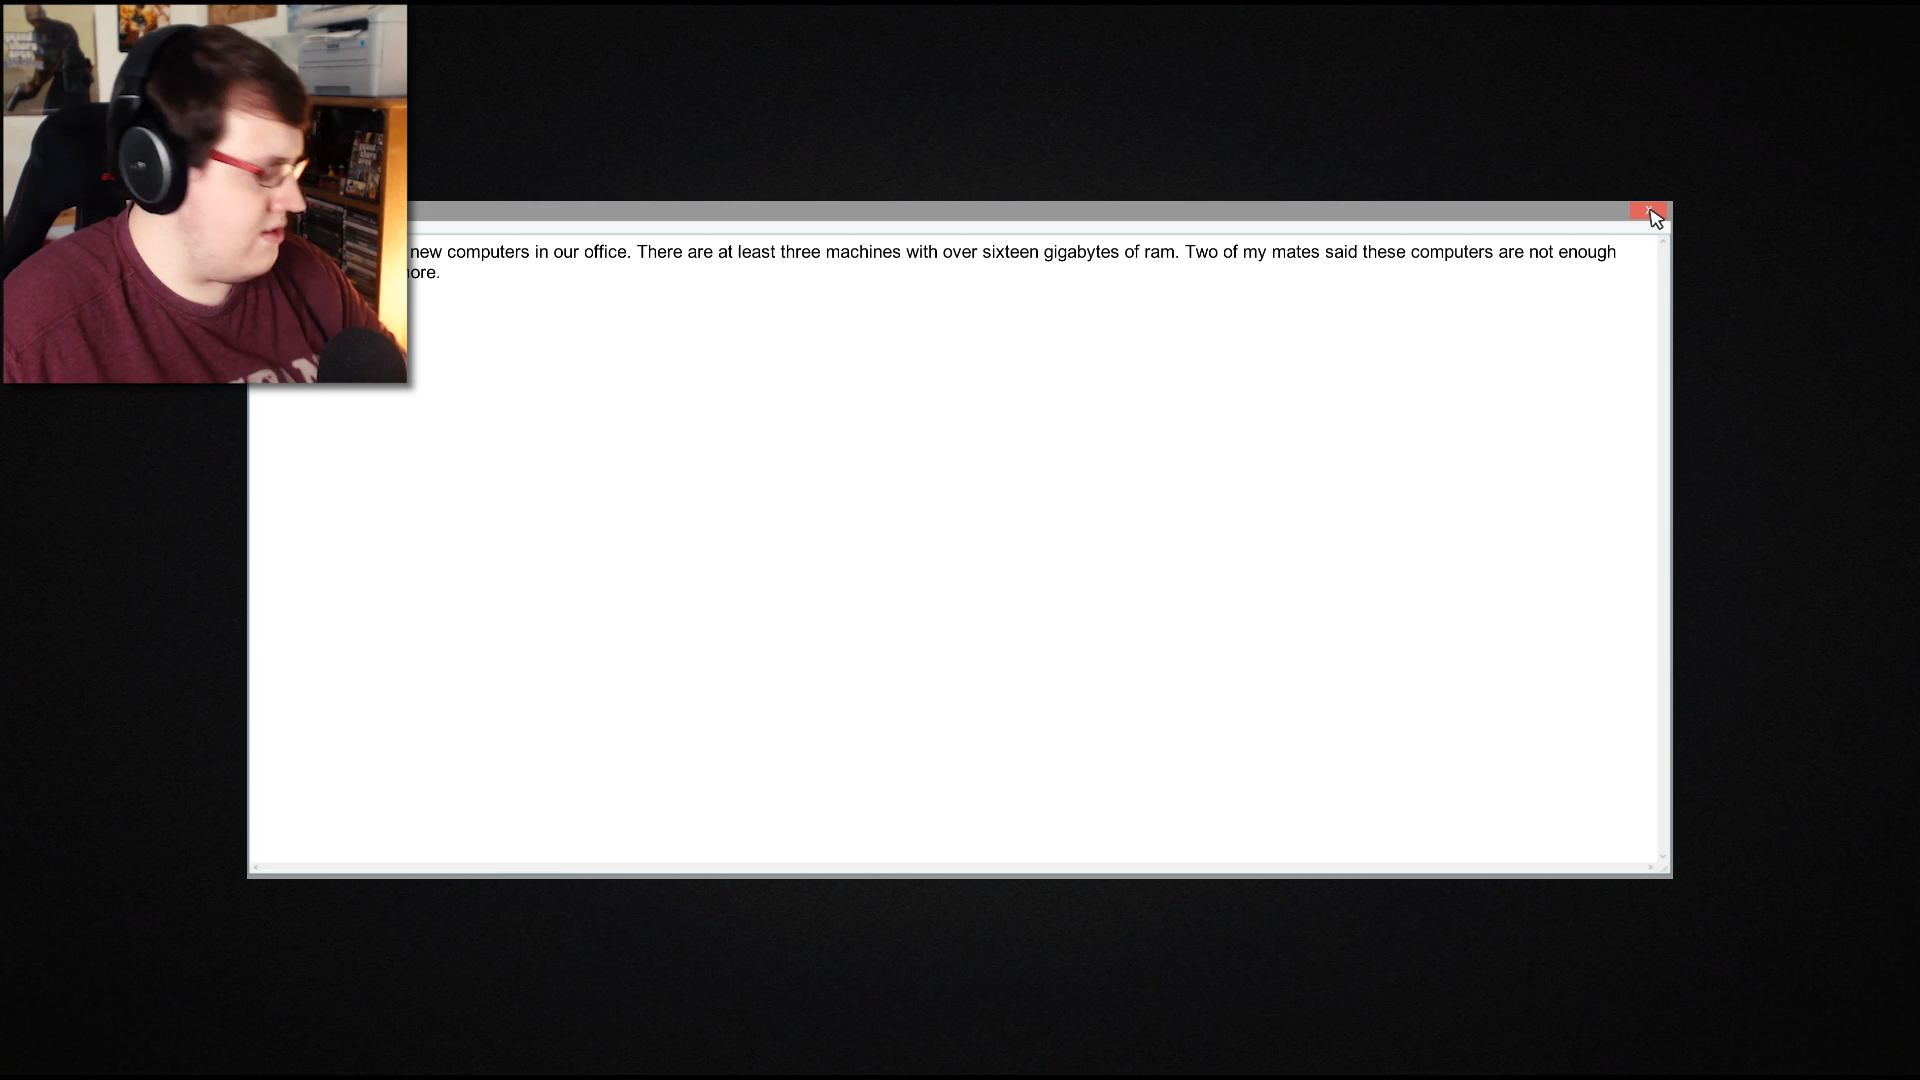 new computers in our office. There are at least three machines with over sixteen gigabytes of ram. Two of my mates said these computers are not enough
ore.